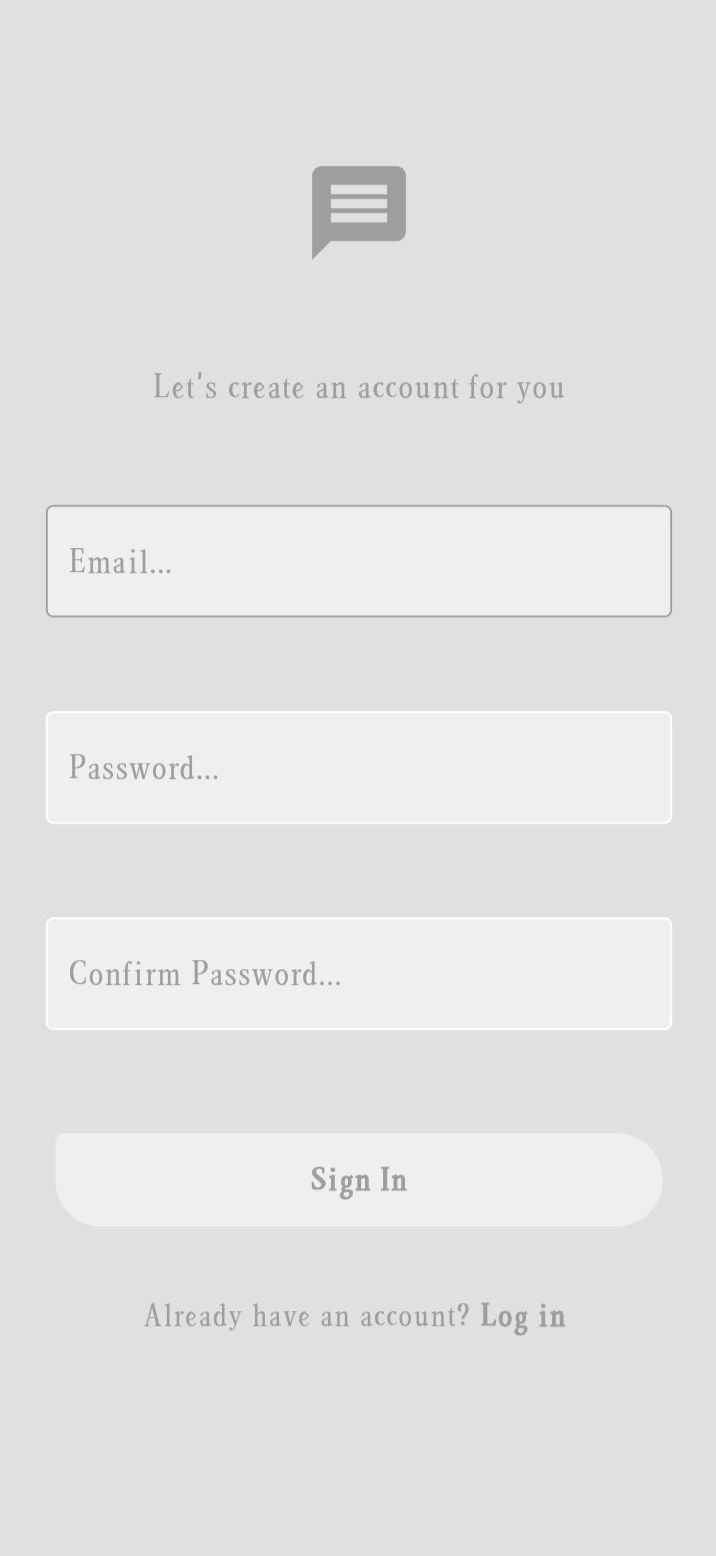 Let's create an account for you
Email...
Password...
Confirm Password...
Sign In
Already have an account? Log in